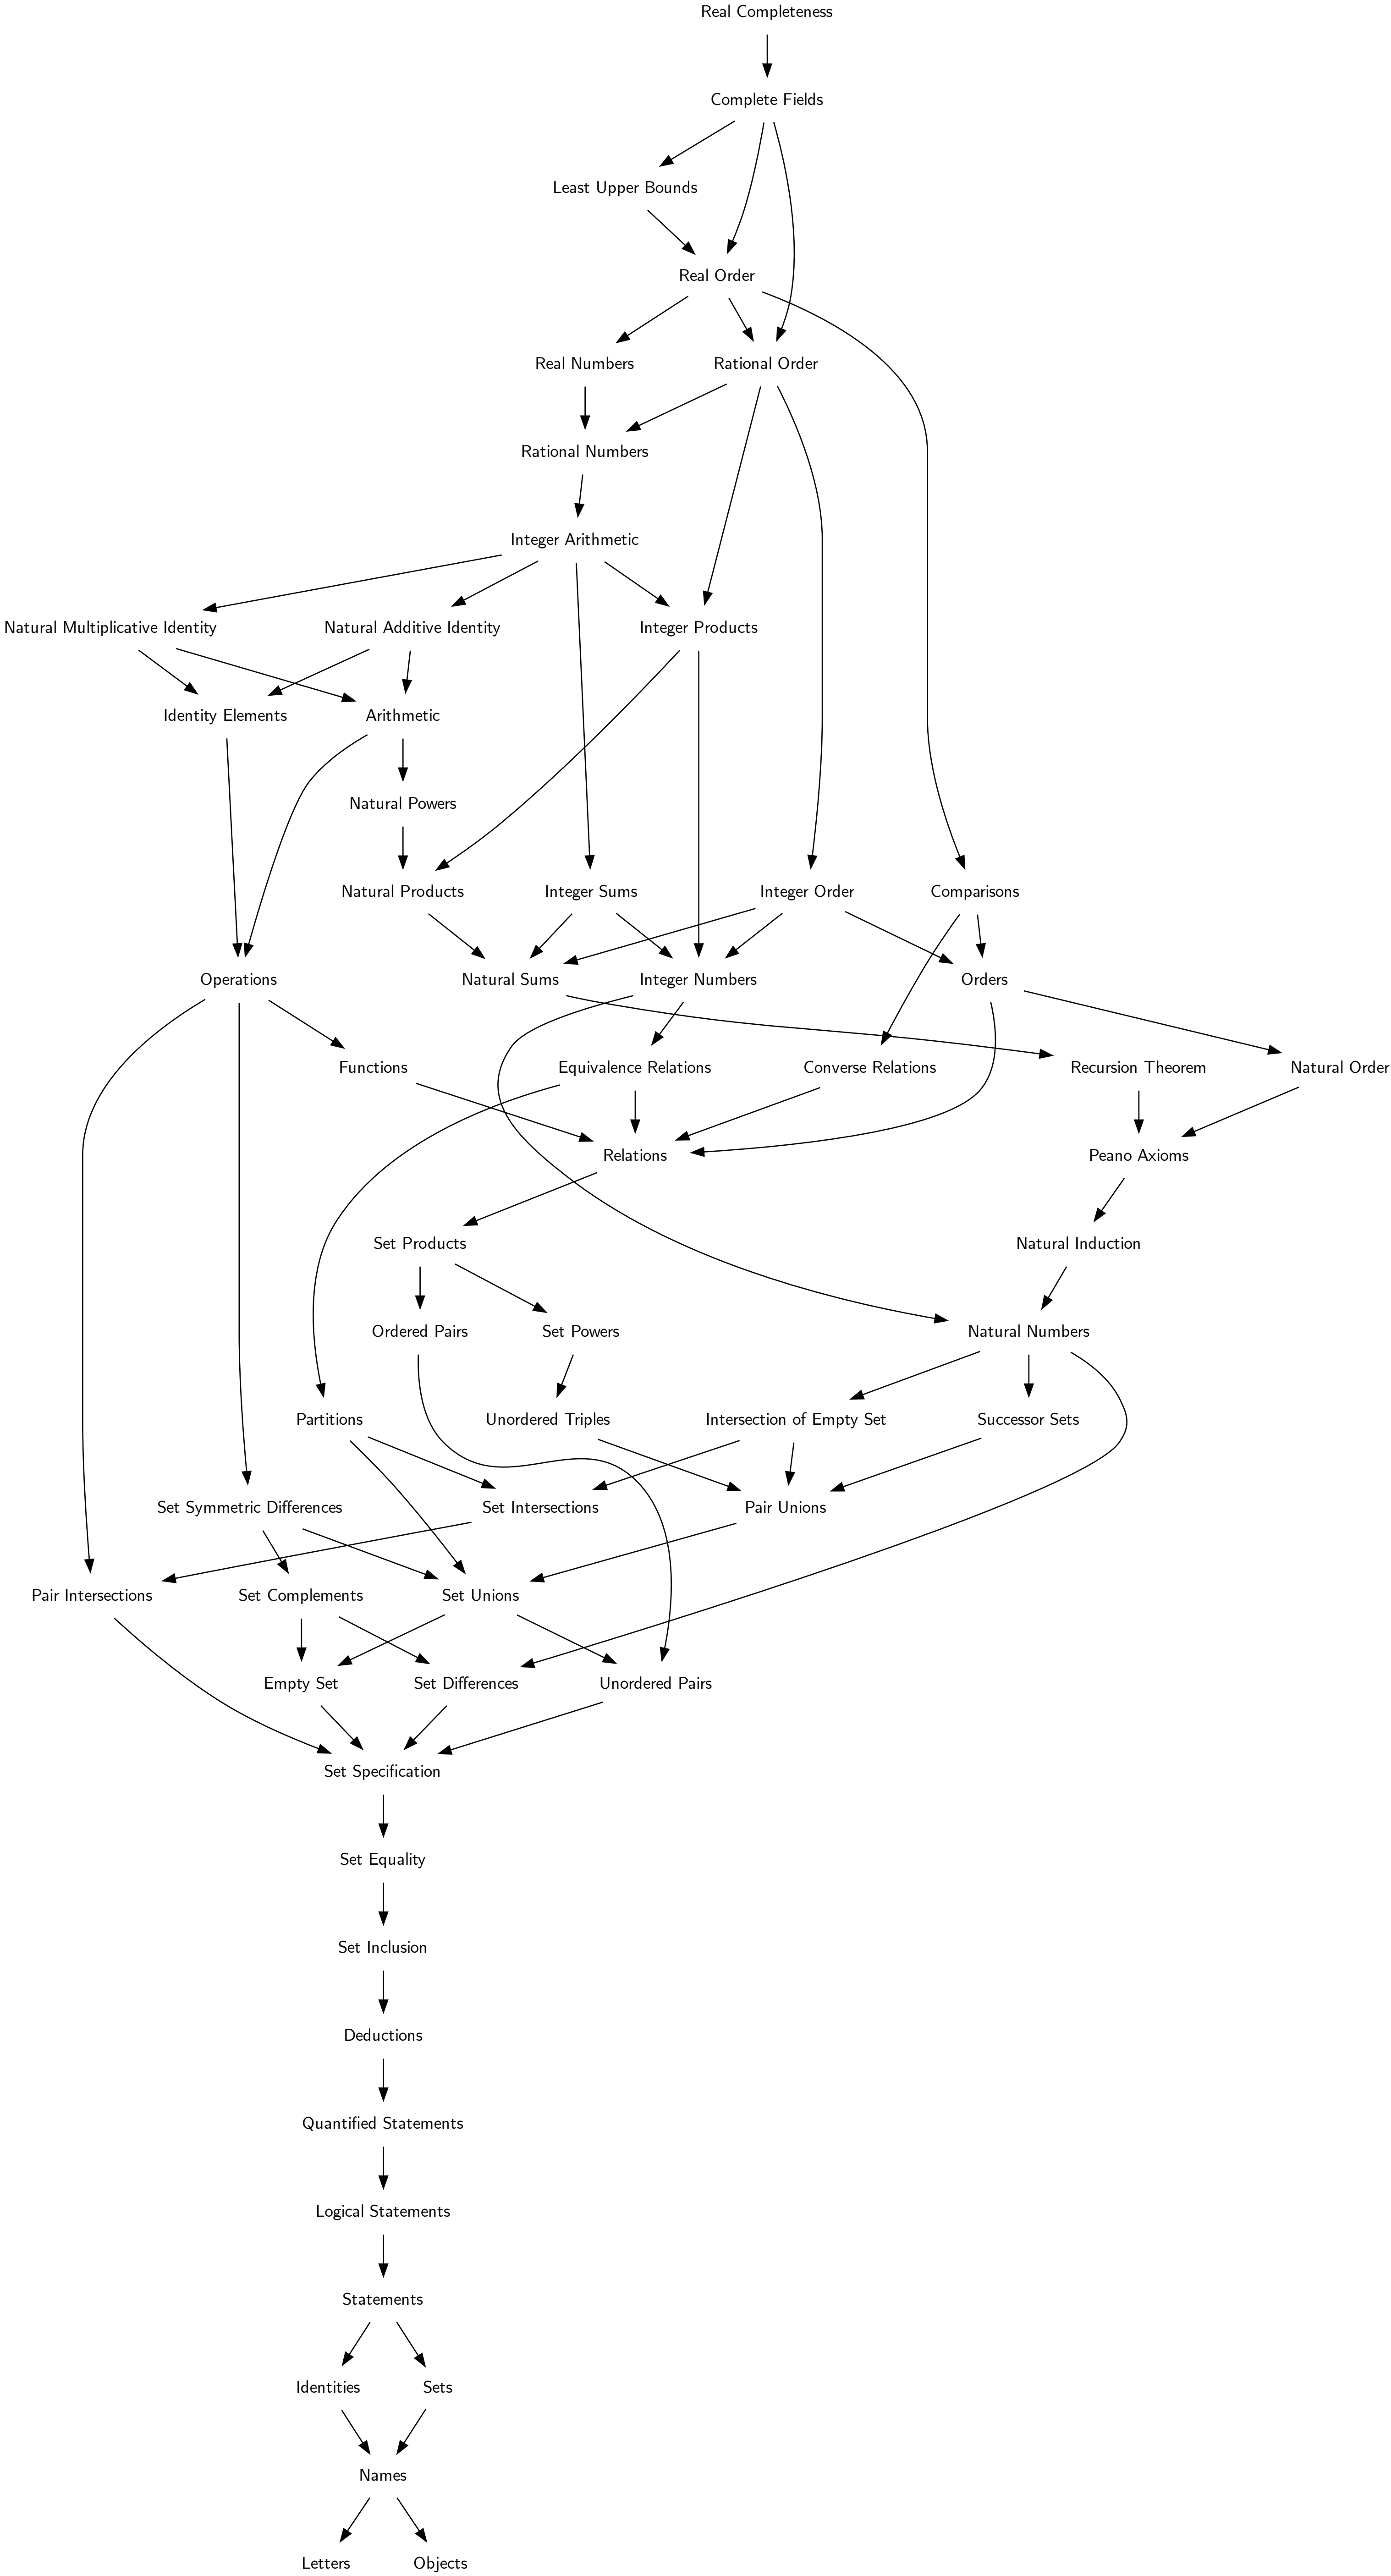 Real Completeness
Complete Fields
Least Upper Bounds
Real Order
Real Numbers
Rational Order
Rational Numbers
Integer Arithmetic
Natural Multiplicative Identity
Natural Additive Identity
Integer Products
Identity Elements
Arithmetic
Natural Powers
Natural Products
Integer Sums
Integer Order
Comparisons
Operations
Natural Sums
Integer Numbers
Orders
Functions
Equivalence Relations
Converse Relations
Recursion Theorem
Natural Order
Relations
Peano Axioms
Set Products
Natural Induction
Ordered Pairs
Set Powers
Natural Numbers
Partitions
Unordered Triples
Intersection of Empty Set
Successor Sets
Set Symmetric Differences
Set Intersections
Pair Unions
Pair Intersections
Set Complements
Set Unions
Empty Set
Set Differences
Unordered Pairs
Set Specification
Set Equality
Set Inclusion
Deductions
Quantified Statements
Logical Statements
Statements
Identities
Sets
Names
Letters
Objects